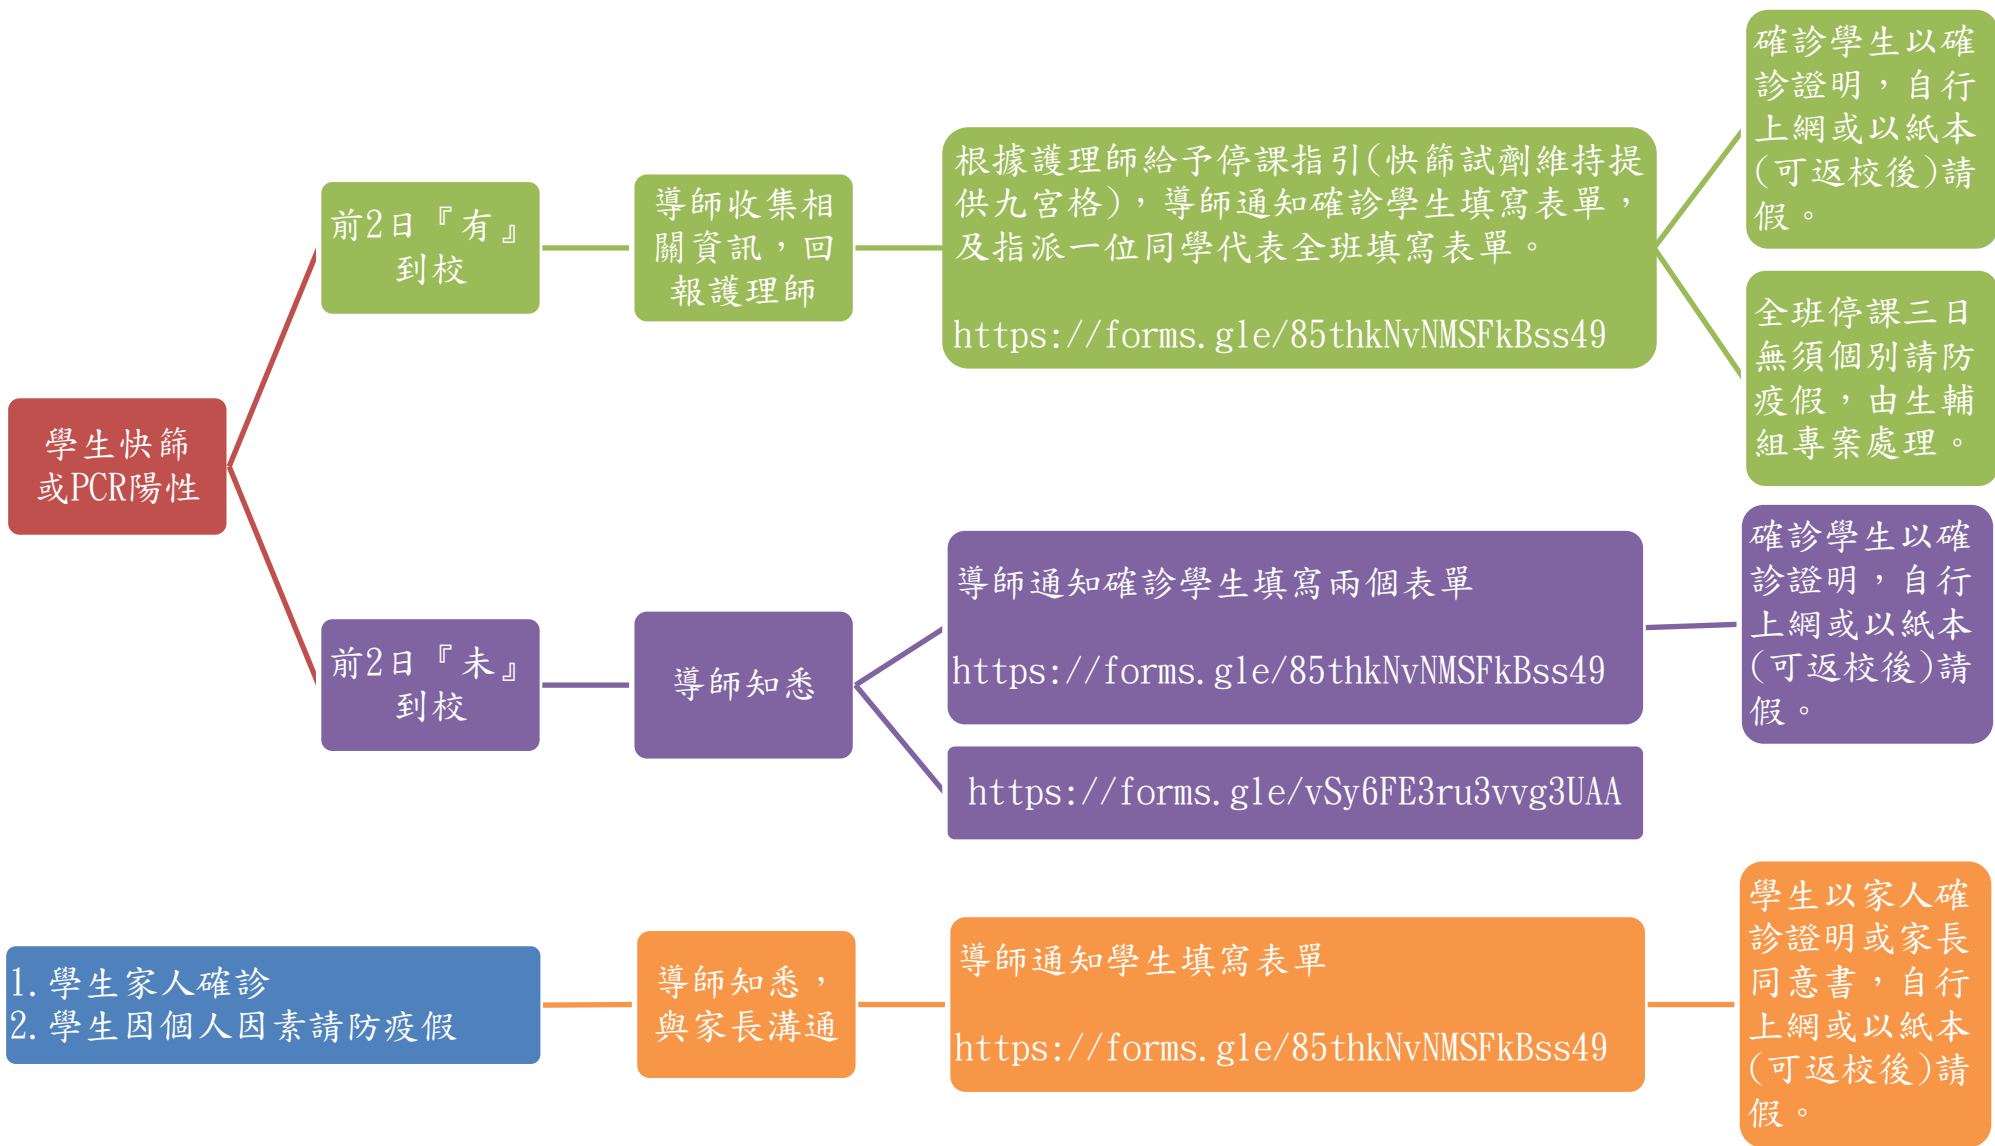 學生快篩
或PCR陽性
前2日『有』
到校
導師收集相
關資訊，回
報護理師
根據護理師給予停課指引(快篩試劑維持提
供九宮格)，導師通知確診學生填寫表單，
及指派一位同學代表全班填寫表單。
https://forms.gle/85thkNvNMSFkBss49
確診學生以確
診證明，自行
上網或以紙本
(可返校後)請
假。
全班停課三日
無須個別請防
疫假，由生輔
組專案處理。
前2日『未』
到校
導師知悉
導師通知確診學生填寫兩個表單
https://forms.gle/85thkNvNMSFkBss49
https://forms.gle/vSy6FE3ru3vvg3UAA
確診學生以確
診證明，自行
上網或以紙本
(可返校後)請
假。
1.學生家人確診
2.學生因個人因素請防疫假
導師知悉，
與家長溝通
導師通知學生填寫表單
https://forms.gle/85thkNvNMSFkBss49
學生以家人確
診證明或家長
同意書，自行
上網或以紙本
(可返校後)請
假。